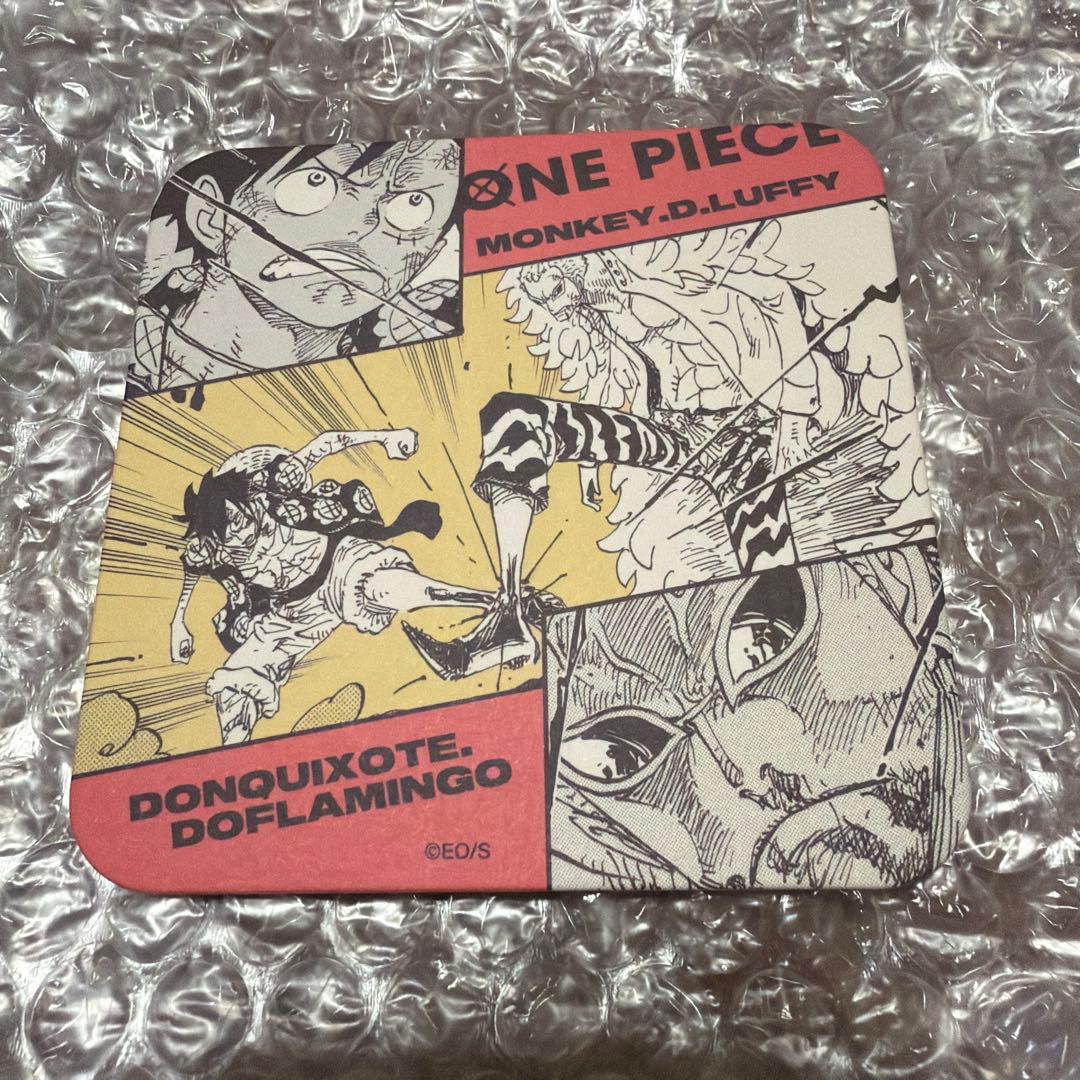 ONE PIECE
MONKEY.D.LUFFY
DONQUIXOTE.
DOFLAMINGO
©EO/S